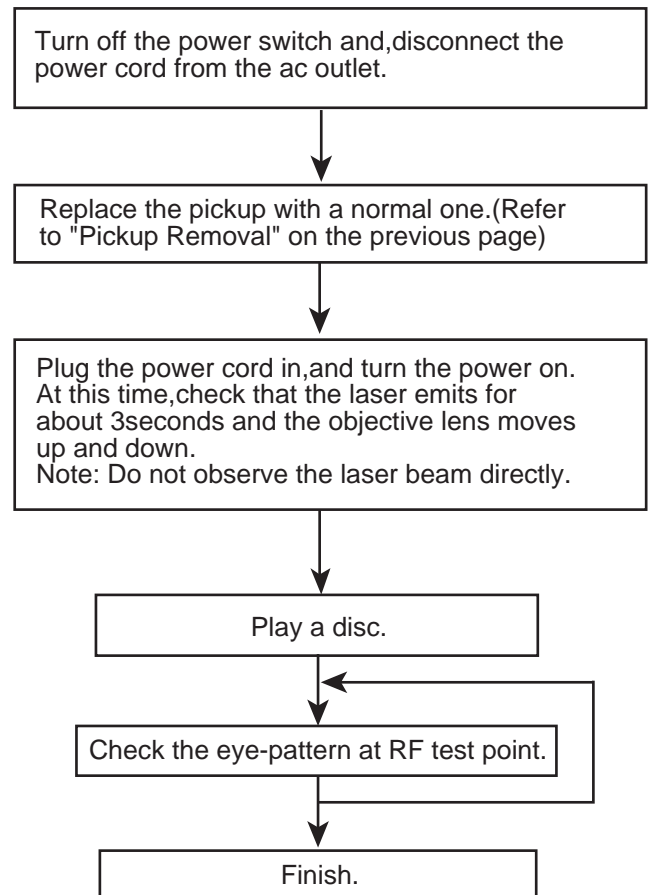 Turn off the power switch and,disconnect the
power cord from the ac outlet.
Replace the pickup with a normal one.(Refer
to "Pickup Removal" on the previous page)
Plug the power cord in,and turn the power on.
At this time,check that the laser emits for
about 3seconds and the objective lens moves
up and down.
Note: Do not observe the laser beam directly.
Play a disc.
Check the eye-pattern at RF test point.
Finish.